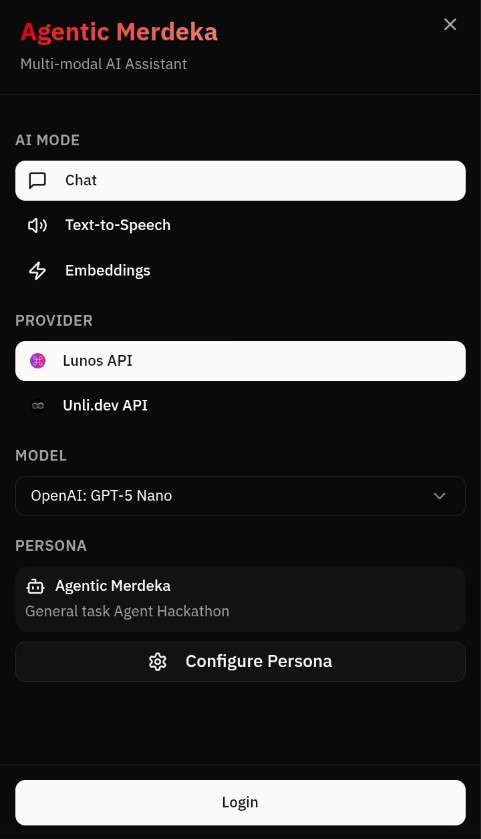 Agentic Merdeka
Multi-modal AI Assistant
AI MODE
Chat
Text-to-Speech
Embeddings
PROVIDER
Lunos API
Unli.dev API
MODEL
OpenAI: GPT-5 Nano
PERSONA
Agentic Merdeka
General task Agent Hackathon
Configure Persona
Login